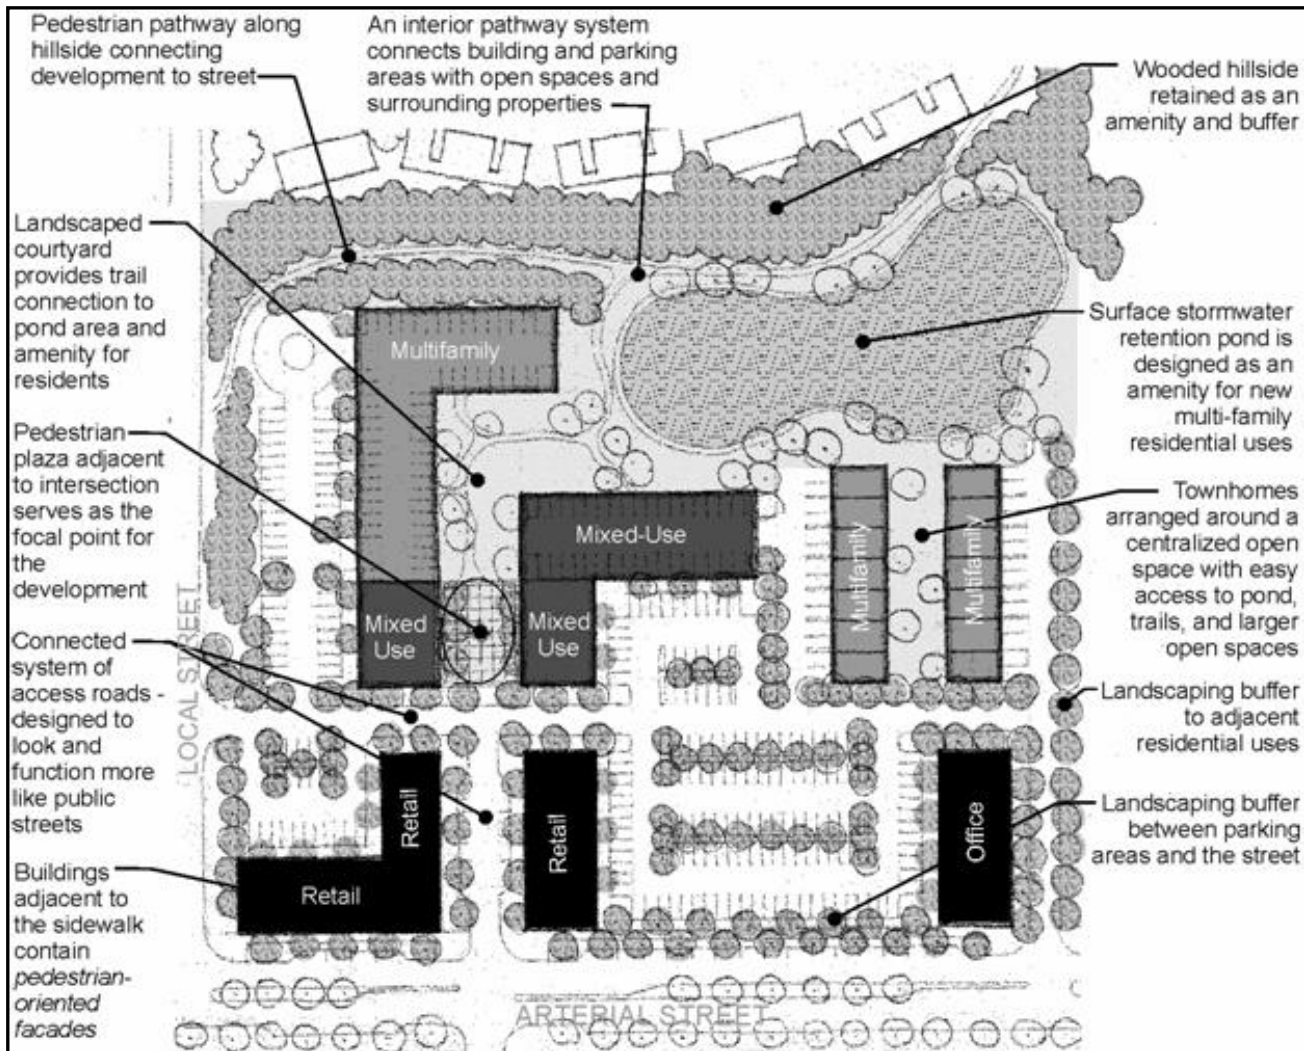 Pedestrian pathway along
hillside connecting
development to street
An interior pathway system
connects building and parking
areas with open spaces and
surrounding properties
Wooded hillside
retained as an
amenity and buffer
Landscaped
courtyard
provides trail
connection to
pond area and
amenity for
residents
Surface stormwater
retention pond is
designed as an
amenity for new
multi-family
residential uses
Pedestrian
plaza adjacent
to intersection
serves as the
focal point for
the
development
Townhomes
arranged around a
centralized open
space with easy
access to pond,
trails, and larger
open spaces
Connected
system of
access roads -
designed to
look and
function more
like public
streets
Landscaping buffer
to adjacent
residential uses
Landscaping buffer
between parking
areas and the street
Buildings
adjacent to
the sidewalk
contain
pedestrian-
oriented
facades
Multifamily
Mixed-Use
Mixed
Use
Mixed
Use
Multifamily
Multifamily
Retail
Retail
Retail
Office
LOCAL STREET
ARTERIAL STREET